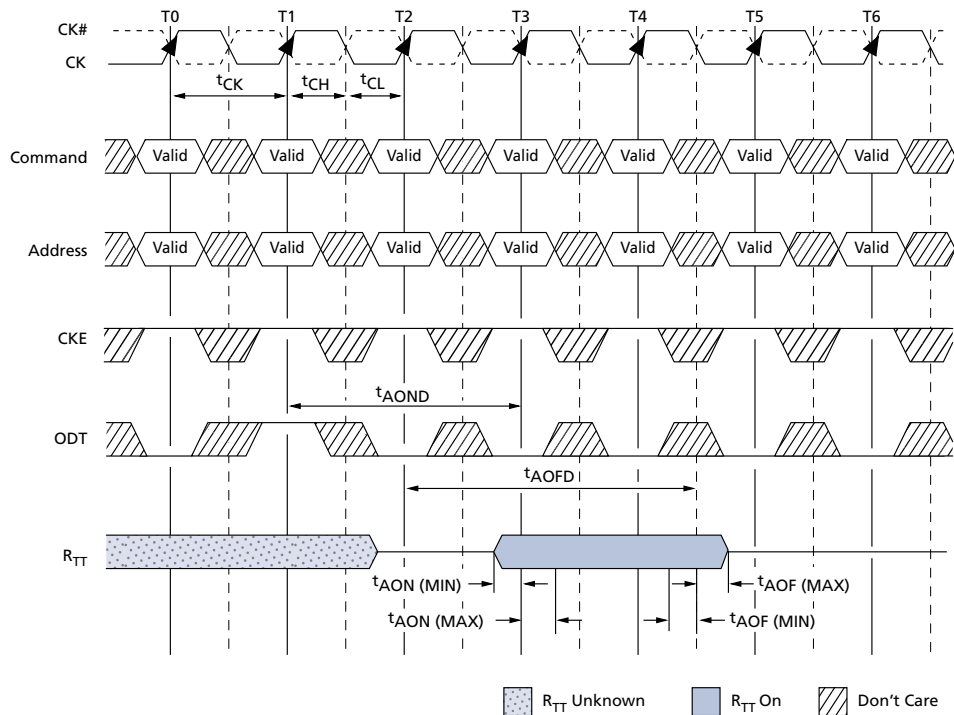 T0 T1 T2 T3 T4 T5 T6
CK#
CK
tCK tCH tCL
Command Valid Valid Valid Valid Valid Valid Valid
Address Valid Valid Valid Valid Valid Valid Valid
CKE
tAOND
ODT
tAOFD
RTT
tAON (MIN) tAOF (MAX)
tAON (MAX) tAOF (MIN)
RTT Unknown RTT On Don't Care